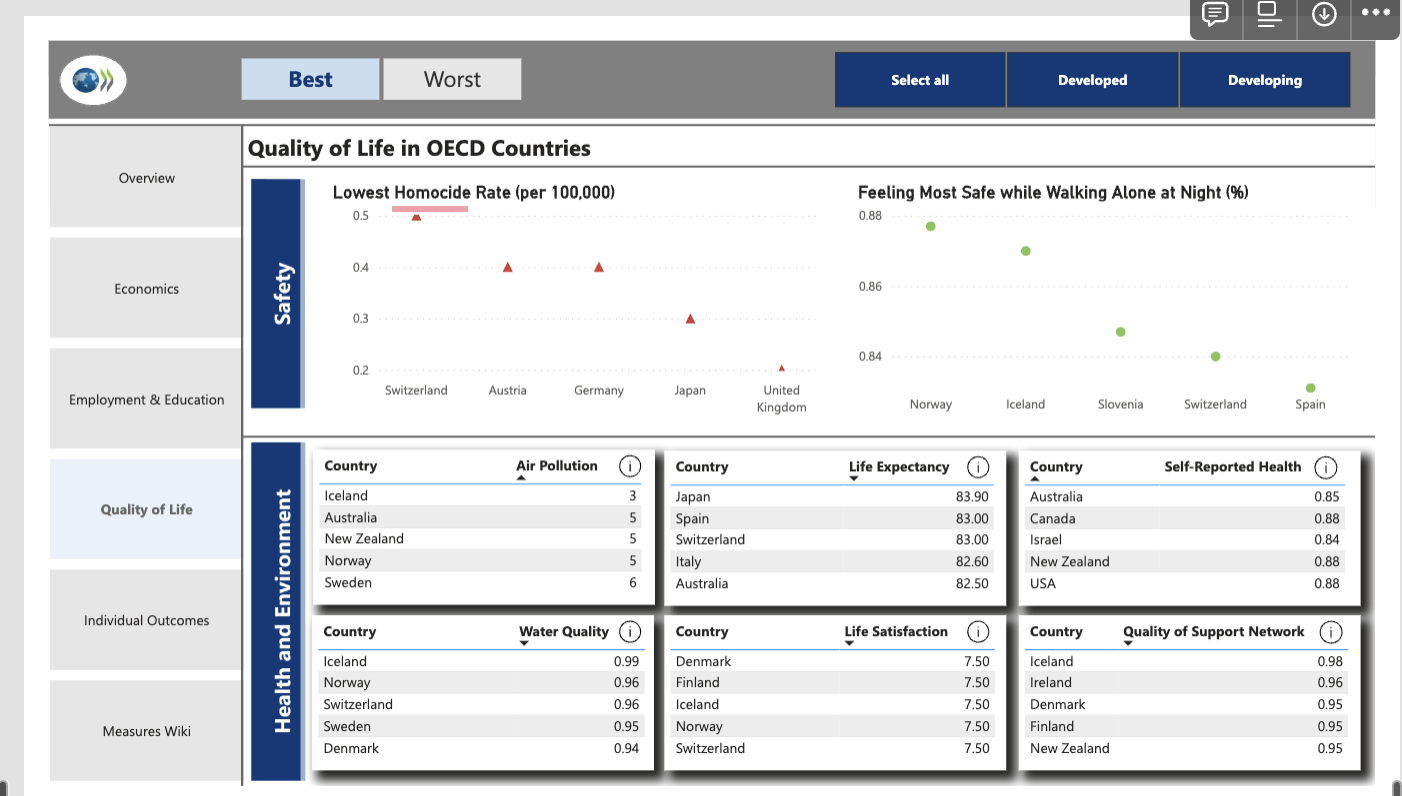 Best
Worst
Select all
Developed
Developing
Overview
Economics
Employment & Education
Quality of Life
Individual Outcomes
Measures Wiki
Quality of Life in OECD Countries
Safety
Lowest Homocide Rate (per 100,000)
0.5
0.4
0.3
0.2
Switzerland
Austria
Germany
Japan
United
Kingdom
Feeling Most Safe while Walking Alone at Night (%)
0.88
0.86
0.84
Norway
Iceland
Slovenia
Switzerland
Spain
Health and Environment
Country Air Pollution i
Iceland 3
Australia 5
New Zealand 5
Norway 5
Sweden 6
Country Life Expectancy i
Japan 83.90
Spain 83.00
Switzerland 83.00
Italy 82.60
Australia 82.50
Country Self-Reported Health i
Australia 0.85
Canada 0.88
Israel 0.84
New Zealand 0.88
USA 0.88
Country Water Quality i
Iceland 0.99
Norway 0.96
Switzerland 0.96
Sweden 0.95
Denmark 0.94
Country Life Satisfaction i
Denmark 7.50
Finland 7.50
Iceland 7.50
Norway 7.50
Switzerland 7.50
Country Quality of Support Network i
Iceland 0.98
Ireland 0.96
Denmark 0.95
Finland 0.95
New Zealand 0.95